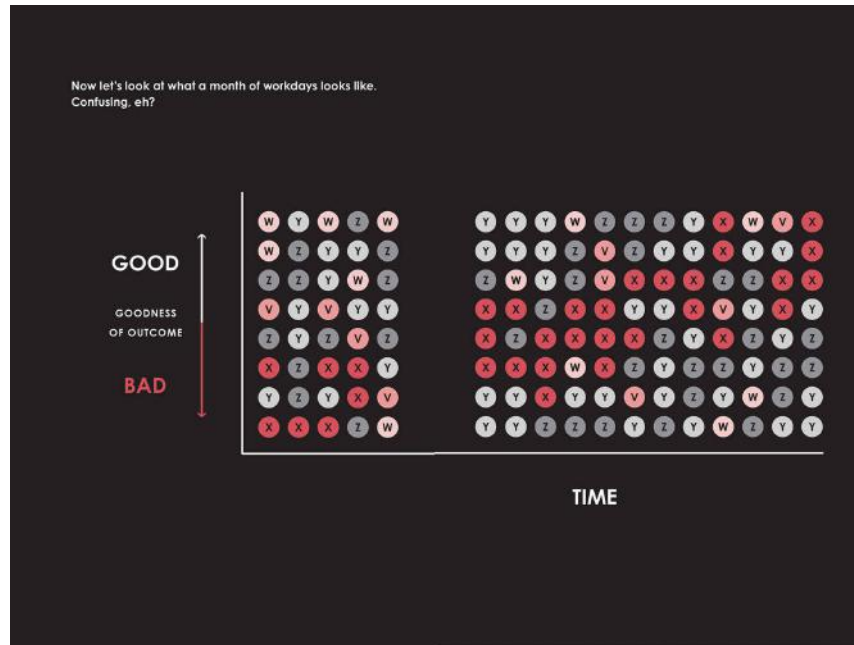 Now let's look at what a month of workdays looks like.
Confusing, eh?
W Y W Z W Y Y Y W Z Z Z Y X W V X
GOOD
W Z Y Y Z Y Y Y Z V Z Y Y X Y Y X
Z Z Y W Z Z W Y Z V X X X Z Z X X
GOODNESS
V Y V Y Y X X Z X X Y Y X V Y X Y
OF OUTCOME
Z Y Z V Z X Z X X X X Z Y X Z Y Z
BAD
X Z X X Y X X X W X Z Y Z Z Y Z Z
Y Z Y X V Y Y X Y Y V Y Z Y W Z Y
X X X Z W Y Y Z Z Z Y Z Y W Z Y Y
TIME